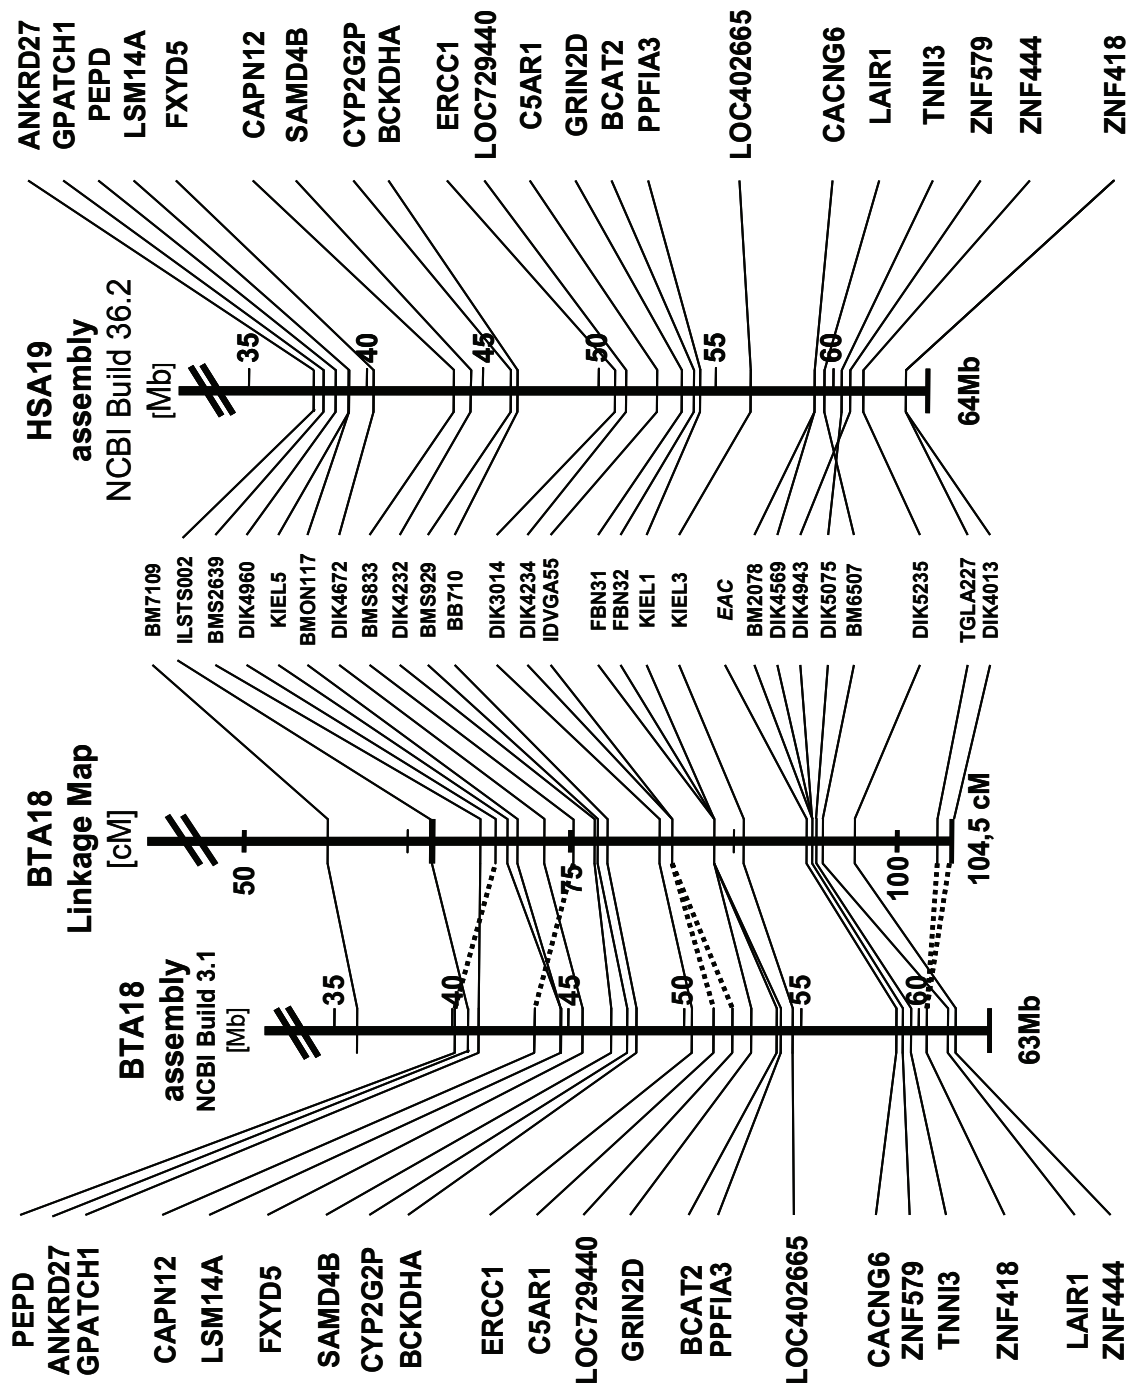 ANKRD27
GPATCH1
PEPD
LSM14A
FXYD5
CAPN12
SAMD4B
CYP2G2P
BCKDHA
ERCC1
LOC729440
C5AR1
GRIN2D
BCAT2
PPFIA3
LOC402665
CACNG6
LAIR1
TNNI3
ZNF579
ZNF444
ZNF418
HSA19
assembly
NCBI Build 36.2
[Mb]
35
40
45
50
55
60
64Mb
BM7109
ILSTS002
BMS2639
DIK4960
KIEL5
BMON117
DIK4672
BMS833
DIK4232
BMS929
BB710
DIK3014
DIK4234
IDVGA55
FBN31
FBN32
KIEL1
KIEL3
EAC
BM2078
DIK4569
DIK4943
DIK5075
BM6507
DIK5235
TGLA227
DIK4013
BTA18
Linkage Map
[cM]
50
75
100
104,5 cM
BTA18
assembly
NCBI Build 3.1
[Mb]
35
40
45
50
55
60
63Mb
PEPD
ANKRD27
GPATCH1
CAPN12
LSM14A
FXYD5
SAMD4B
CYP2G2P
BCKDHA
ERCC1
C5AR1
LOC729440
GRIN2D
BCAT2
PPFIA3
LOC402665
CACNG6
ZNF579
TNNI3
ZNF418
LAIR1
ZNF444